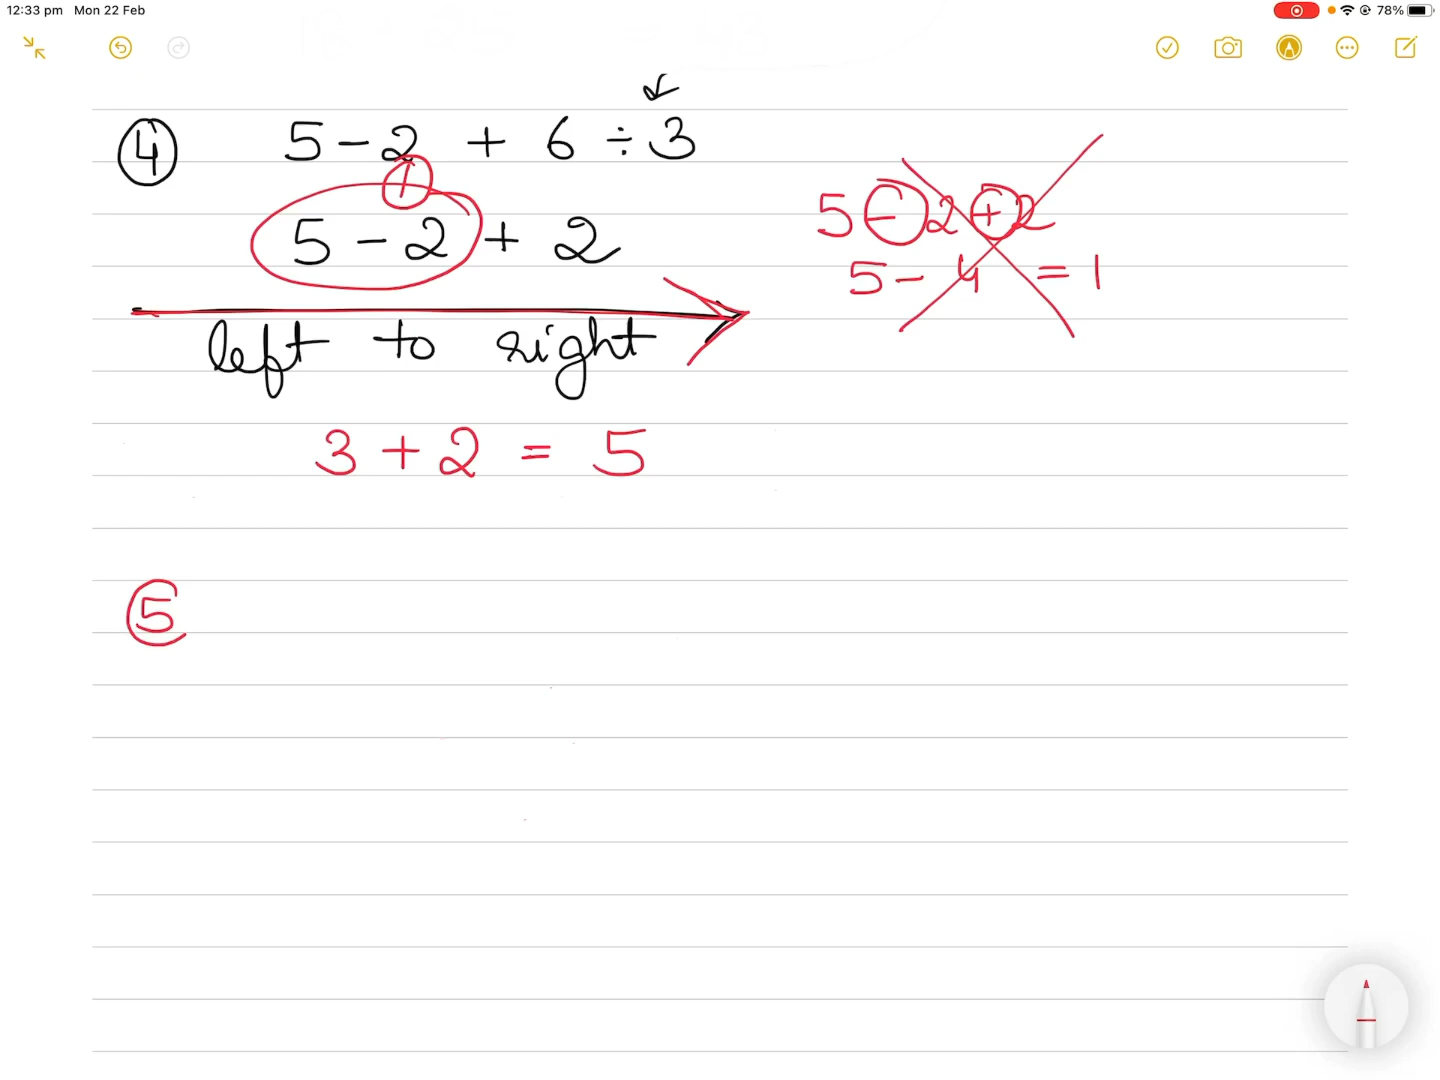 12:33 pm Mon 22 Feb
78%
④ 5 - 2 + 6 ÷ 3
①
5 - 2 + 2
left to right
3 + 2 = 5
5 - 2 + 2
5 - 4 = 1
⑤